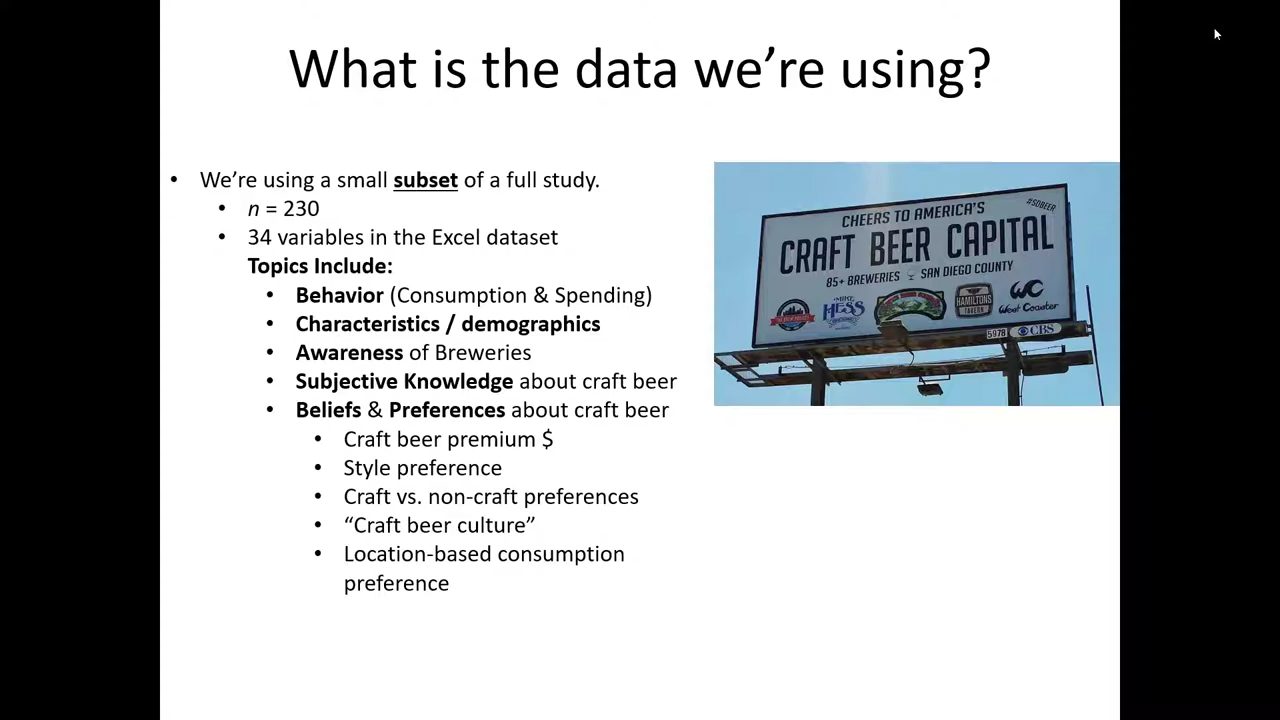 What is the data we’re using?
• We’re using a small subset of a full study.
• n = 230
• 34 variables in the Excel dataset
Topics Include:
• Behavior (Consumption & Spending)
• Characteristics / demographics
• Awareness of Breweries
• Subjective Knowledge about craft beer
• Beliefs & Preferences about craft beer
• Craft beer premium $
• Style preference
• Craft vs. non-craft preferences
• “Craft beer culture”
• Location-based consumption
preference
#SDBEER
CHEERS TO AMERICA'S
CRAFT BEER CAPITAL
85+ BREWERIES SAN DIEGO COUNTY
MIKE
HESS
HAMILTONS
TAVERN
WC
West Coaster
5978 CBS